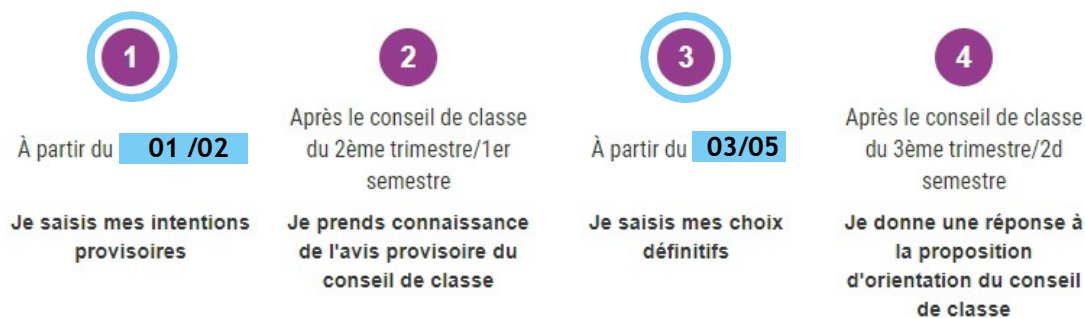 1
À partir du 01 /02
Je saisis mes intentions
provisoires
2
Après le conseil de classe
du 2ème trimestre/1er
semestre
Je prends connaissance
de l'avis provisoire du
conseil de classe
3
À partir du 03/05
Je saisis mes choix
définitifs
4
Après le conseil de classe
du 3ème trimestre/2d
semestre
Je donne une réponse à
la proposition
d'orientation du conseil
de classe